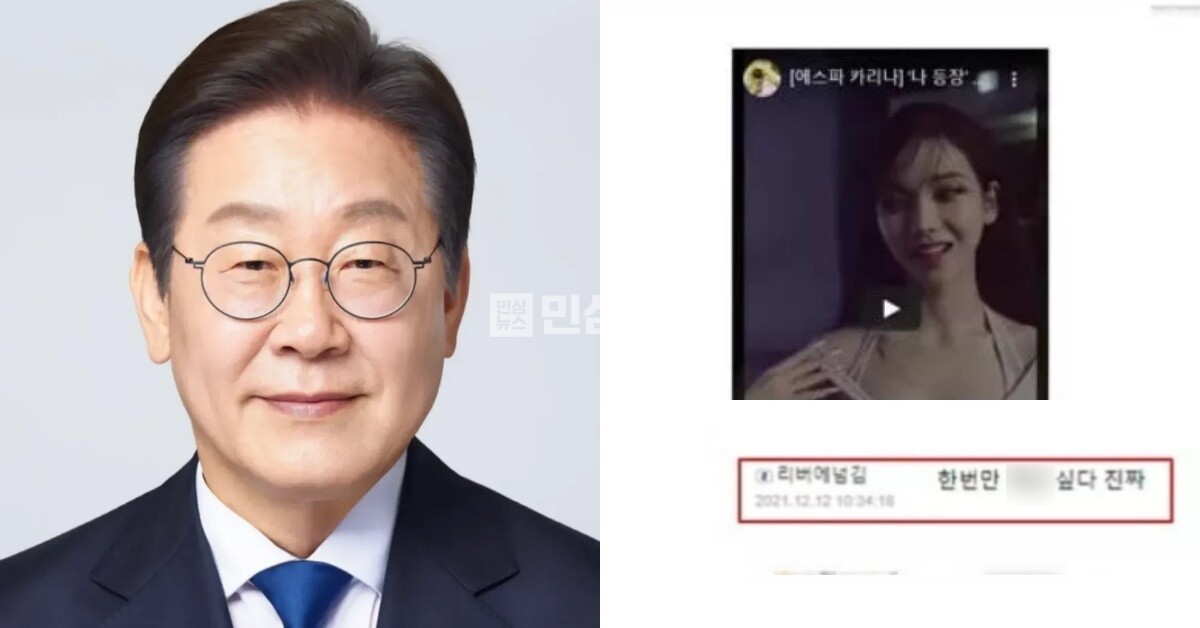 민심
뉴스
민심
[에스파 카리나] '나 등장' ...
리버에넘김
한번만 싶다 진짜
2021.12.12 10:34:18